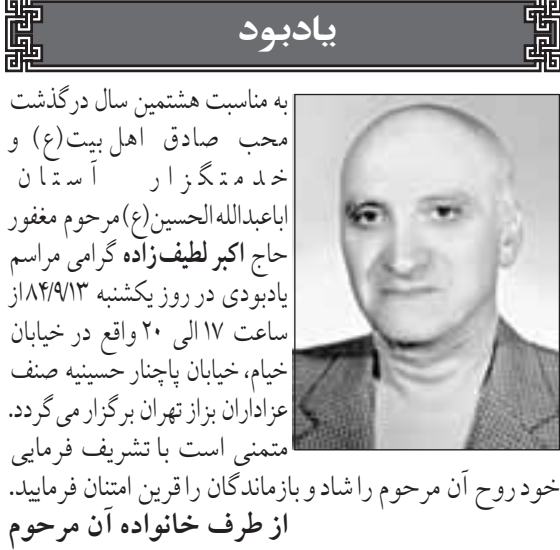 یادبود
به مناسبت هشتمین سال درگذشت
محب صادق اهل بیت(ع) و
خدمتگزار آستان
اباعبدالله‌الحسین(ع) مرحوم مغفور
حاج اکبر لطیف‌زاده گرامی مراسم
یادبودی در روز یکشنبه ۸۴/۹/۱۳ از
ساعت ۱۷ الی ۲۰ واقع در خیابان
خیام، خیابان پاچنار حسینیه صنف
عزاداران بزاز تهران برگزار می‌گردد.
متمنی است با تشریف فرمایی
خود روح آن مرحوم را شاد و بازماندگان را قرین امتنان فرمایید.
از طرف خانواده آن مرحوم